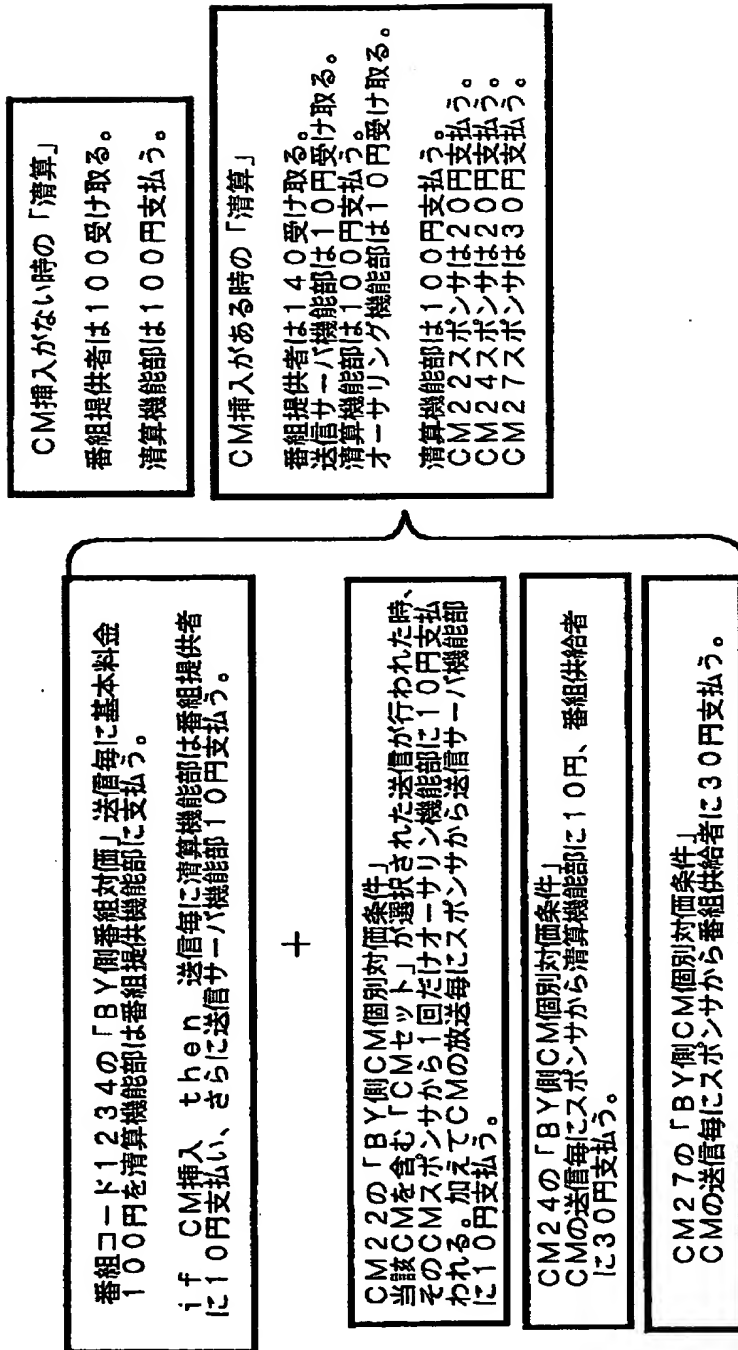 番組コード1234の「BY側番組対価」送信毎に基本料金
100円を清算機能部は番組提供機能部に支払う。
if CM挿入 then 送信毎に清算機能部は番組提供者
に10円支払い、さらに送信サーバ機能部10円支払う。
+
CM22の「BY側CM個別対価条件」
当該CMを含む「CMセット」が選択された送信が行われた時、
そのCMスポンサから1回だけオーサリン機能部に10円支払
われる。加えてCMの放送毎にスポンサから送信サーバ機能部
に10円支払う。
CM24の「BY側CM個別対価条件」
CMの送信毎にスポンサから清算機能部に10円、番組供給者
に30円支払う。
CM27の「BY側CM個別対価条件」
CMの送信毎にスポンサから番組供給者に30円支払う。
CM挿入がない時の「清算」
番組提供者は100受け取る。
清算機能部は100円支払う。
CM挿入がある時の「清算」
番組提供者は140受け取る。
送信サーバ機能部は10円受け取る。
清算機能部は100円支払う。
オーサリング機能部は10円受け取る。
清算機能部は100円支払う。
CM22スポンサは20円支払う。
CM24スポンサは20円支払う。
CM27スポンサは30円支払う。